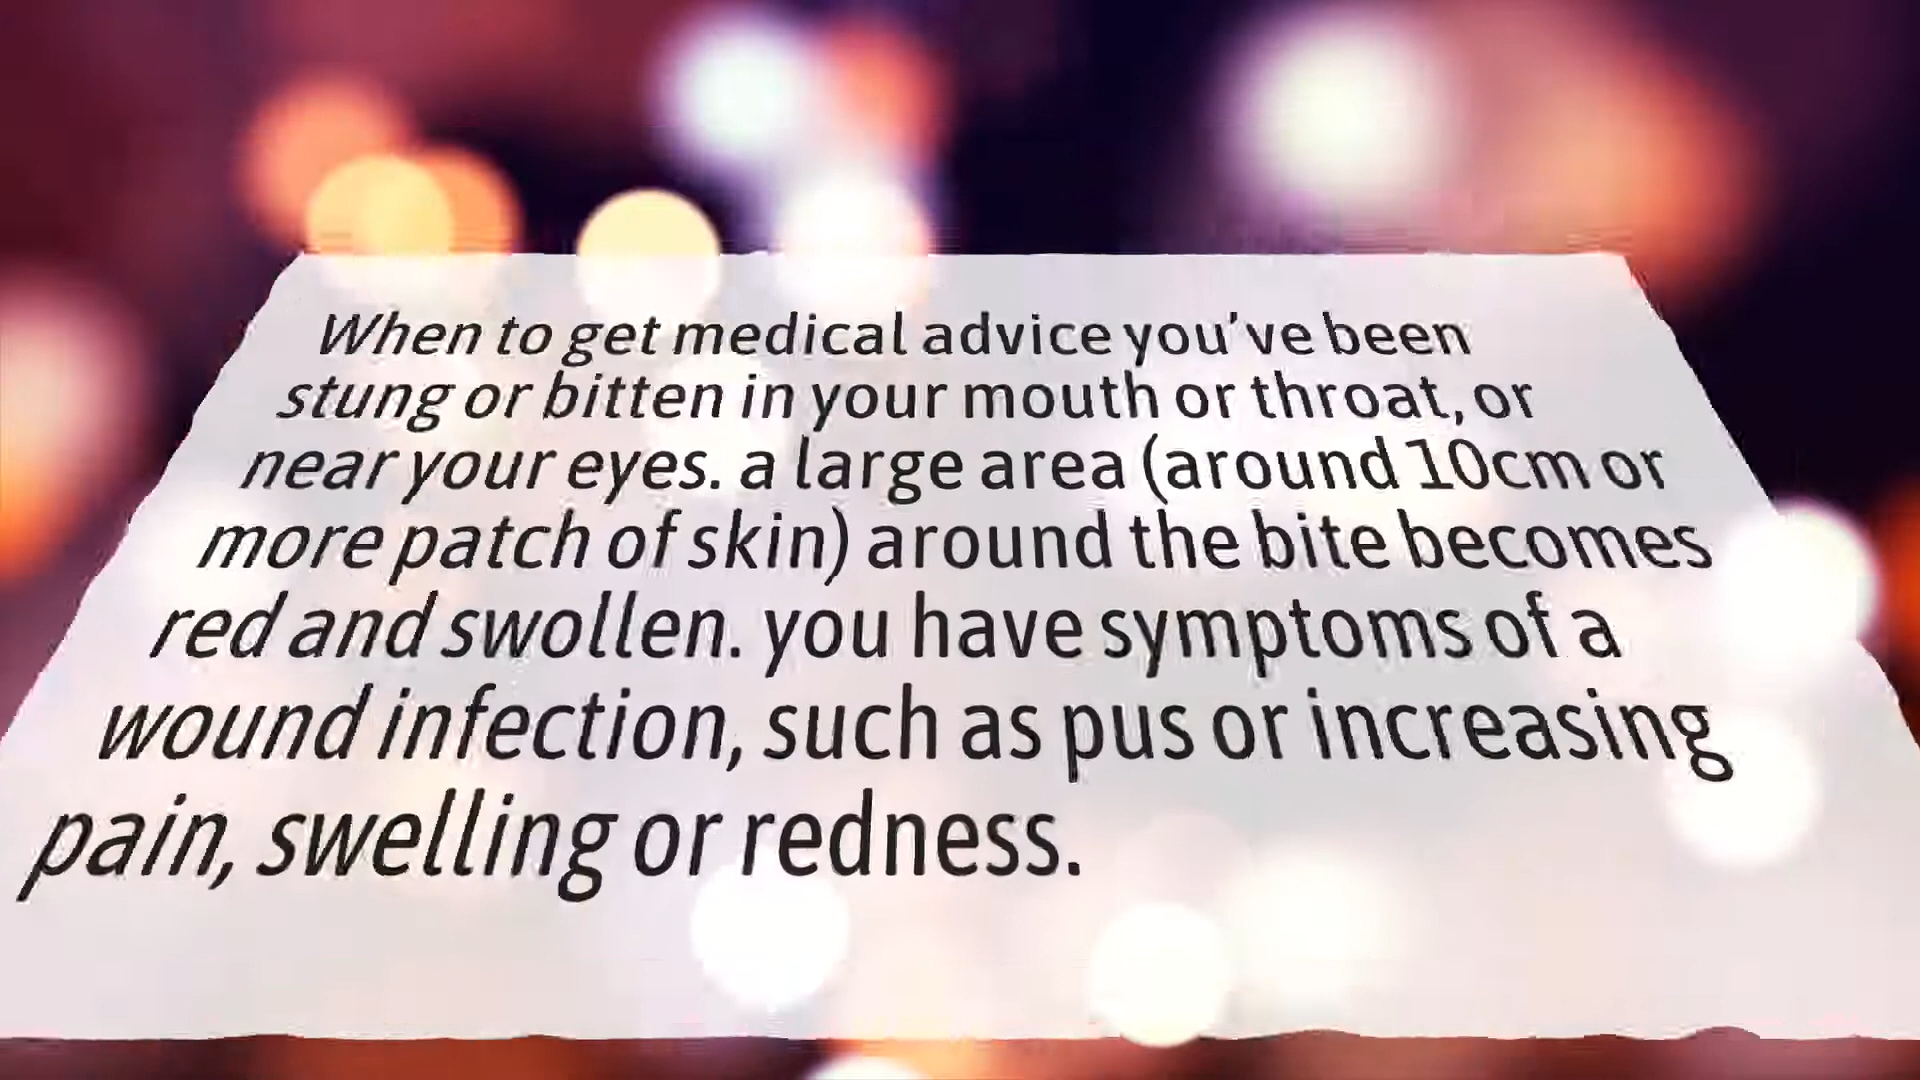 When to get medical advice you've been
stung or bitten in your mouth or throat, or
near your eyes. a large area (around 10cm or
more patch of skin) around the bite becomes
red and swollen. you have symptoms of a
wound infection, such as pus or increasing
pain, swelling or redness.